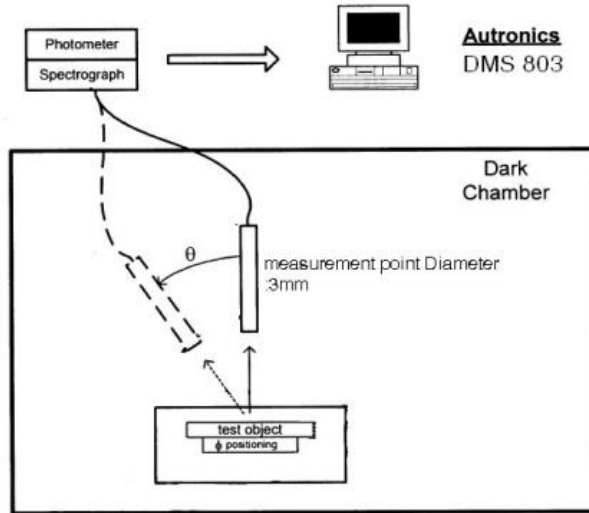 Photometer
Spectrograph
Autronics
DMS 803
Dark
Chamber
θ
measurement point Diameter
:3mm
test object
ϕ positioning